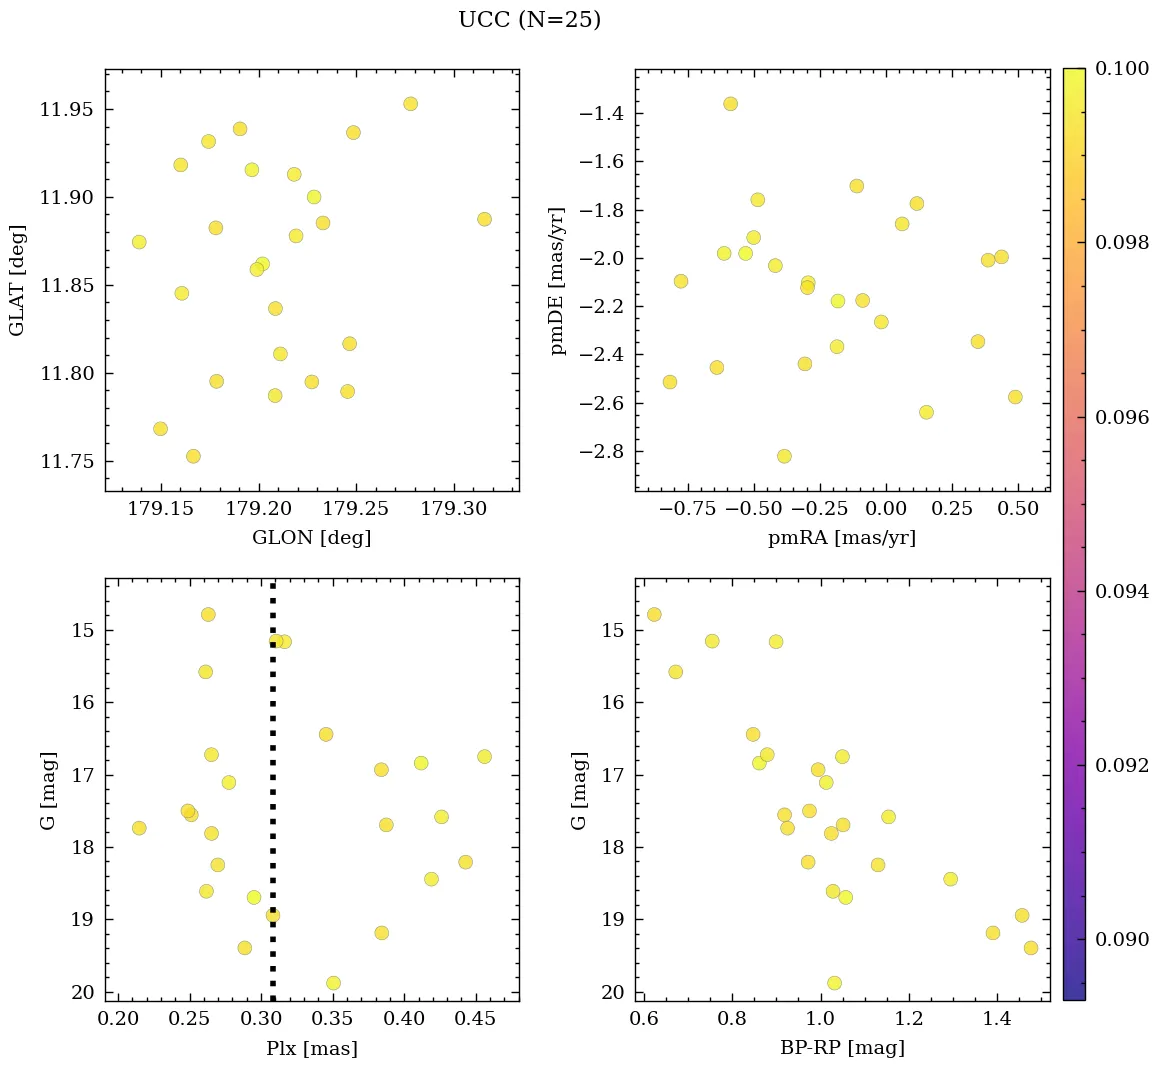 UCC (N=25)
11.95
11.90
11.85
11.80
11.75
GLAT [deg]
179.15 179.20 179.25 179.30
GLON [deg]
−1.4
−1.6
−1.8
−2.0
−2.2
−2.4
−2.6
−2.8
pmDE [mas/yr]
−0.75 −0.50 −0.25 0.00 0.25 0.50
pmRA [mas/yr]
15
16
17
18
19
20
G [mag]
0.20 0.25 0.30 0.35 0.40 0.45
Plx [mas]
15
16
17
18
19
20
G [mag]
0.6 0.8 1.0 1.2 1.4
BP-RP [mag]
0.100
0.098
0.096
0.094
0.092
0.090